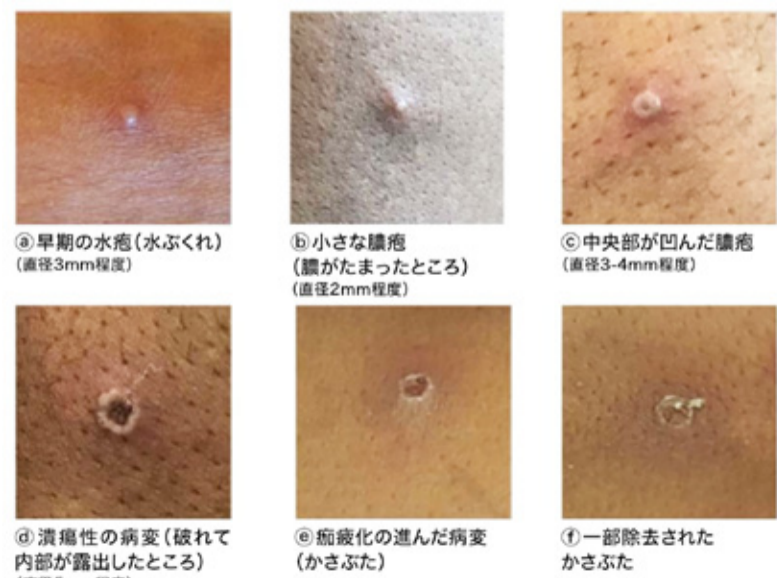 ⓐ早期の水疱(水ぶくれ)
(直径3mm程度)
ⓑ小さな膿疱
(膿がたまったところ)
(直径2mm程度)
ⓒ中央部が凹んだ膿疱
(直径3-4mm程度)
ⓓ潰瘍性の病変(破れて
内部が露出したところ)
ⓔ痂疲化の進んだ病変
(かさぶた)
ⓕ一部除去された
かさぶた